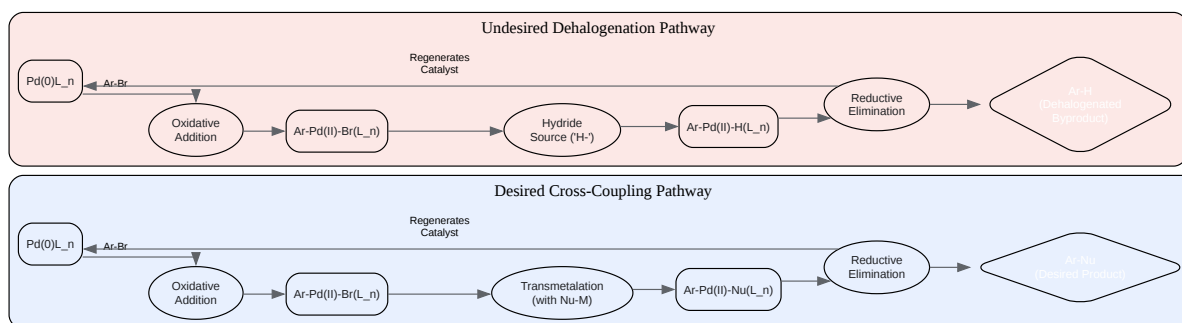 Undesired Dehalogenation Pathway
Regenerates
Catalyst
Pd(0)L_n
Ar-Br
Oxidative
Addition
Ar-Pd(II)-Br(L_n)
Hydride
Source ('H-')
Ar-Pd(II)-H(L_n)
Reductive
Elimination
Ar-H
(Dehalogenated
Byproduct)
Desired Cross-Coupling Pathway
Regenerates
Catalyst
Pd(0)L_n
Ar-Br
Oxidative
Addition
Ar-Pd(II)-Br(L_n)
Transmetalation
(with Nu-M)
Ar-Pd(II)-Nu(L_n)
Reductive
Elimination
Ar-Nu
(Desired Product)